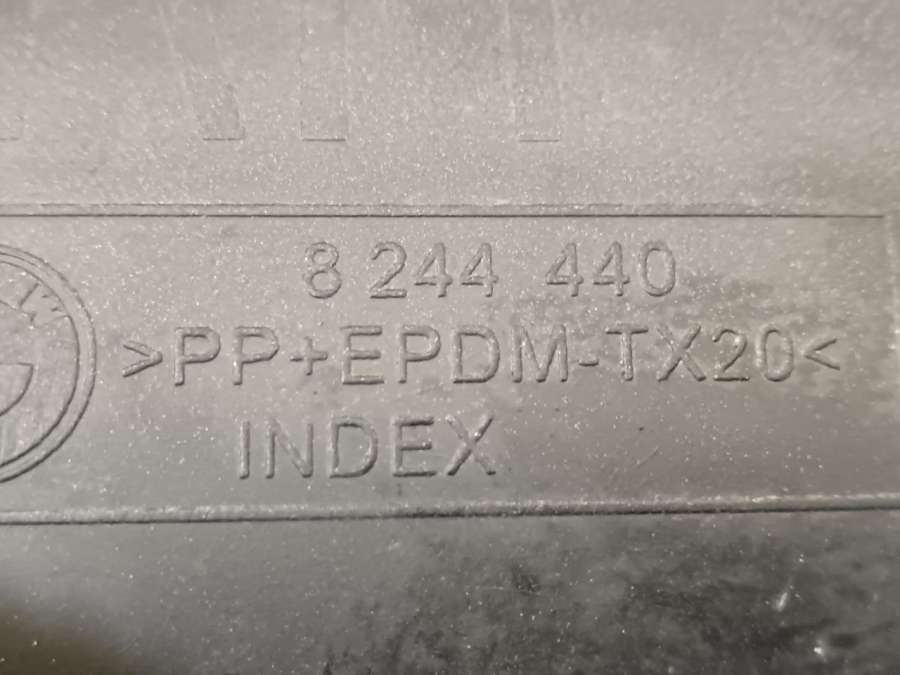 8 244 440
>PP+EPDM-TX20<
INDEX